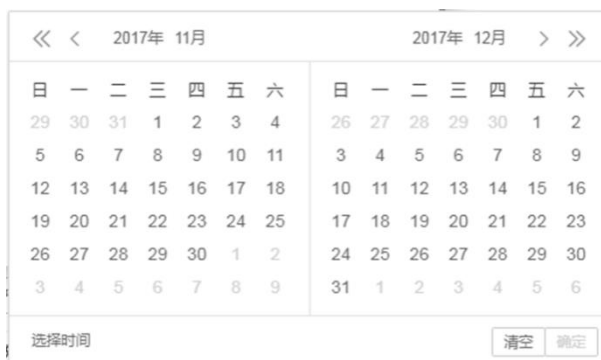 2017年 11月
日 一 二 三 四 五 六
29 30 31 1 2 3 4
5 6 7 8 9 10 11
12 13 14 15 16 17 18
19 20 21 22 23 24 25
26 27 28 29 30 1 2
3 4 5 6 7 8 9
2017年 12月
日 一 二 三 四 五 六
26 27 28 29 30 1 2
3 4 5 6 7 8 9
10 11 12 13 14 15 16
17 18 19 20 21 22 23
24 25 26 27 28 29 30
31 1 2 3 4 5 6
选择时间
清空 确定